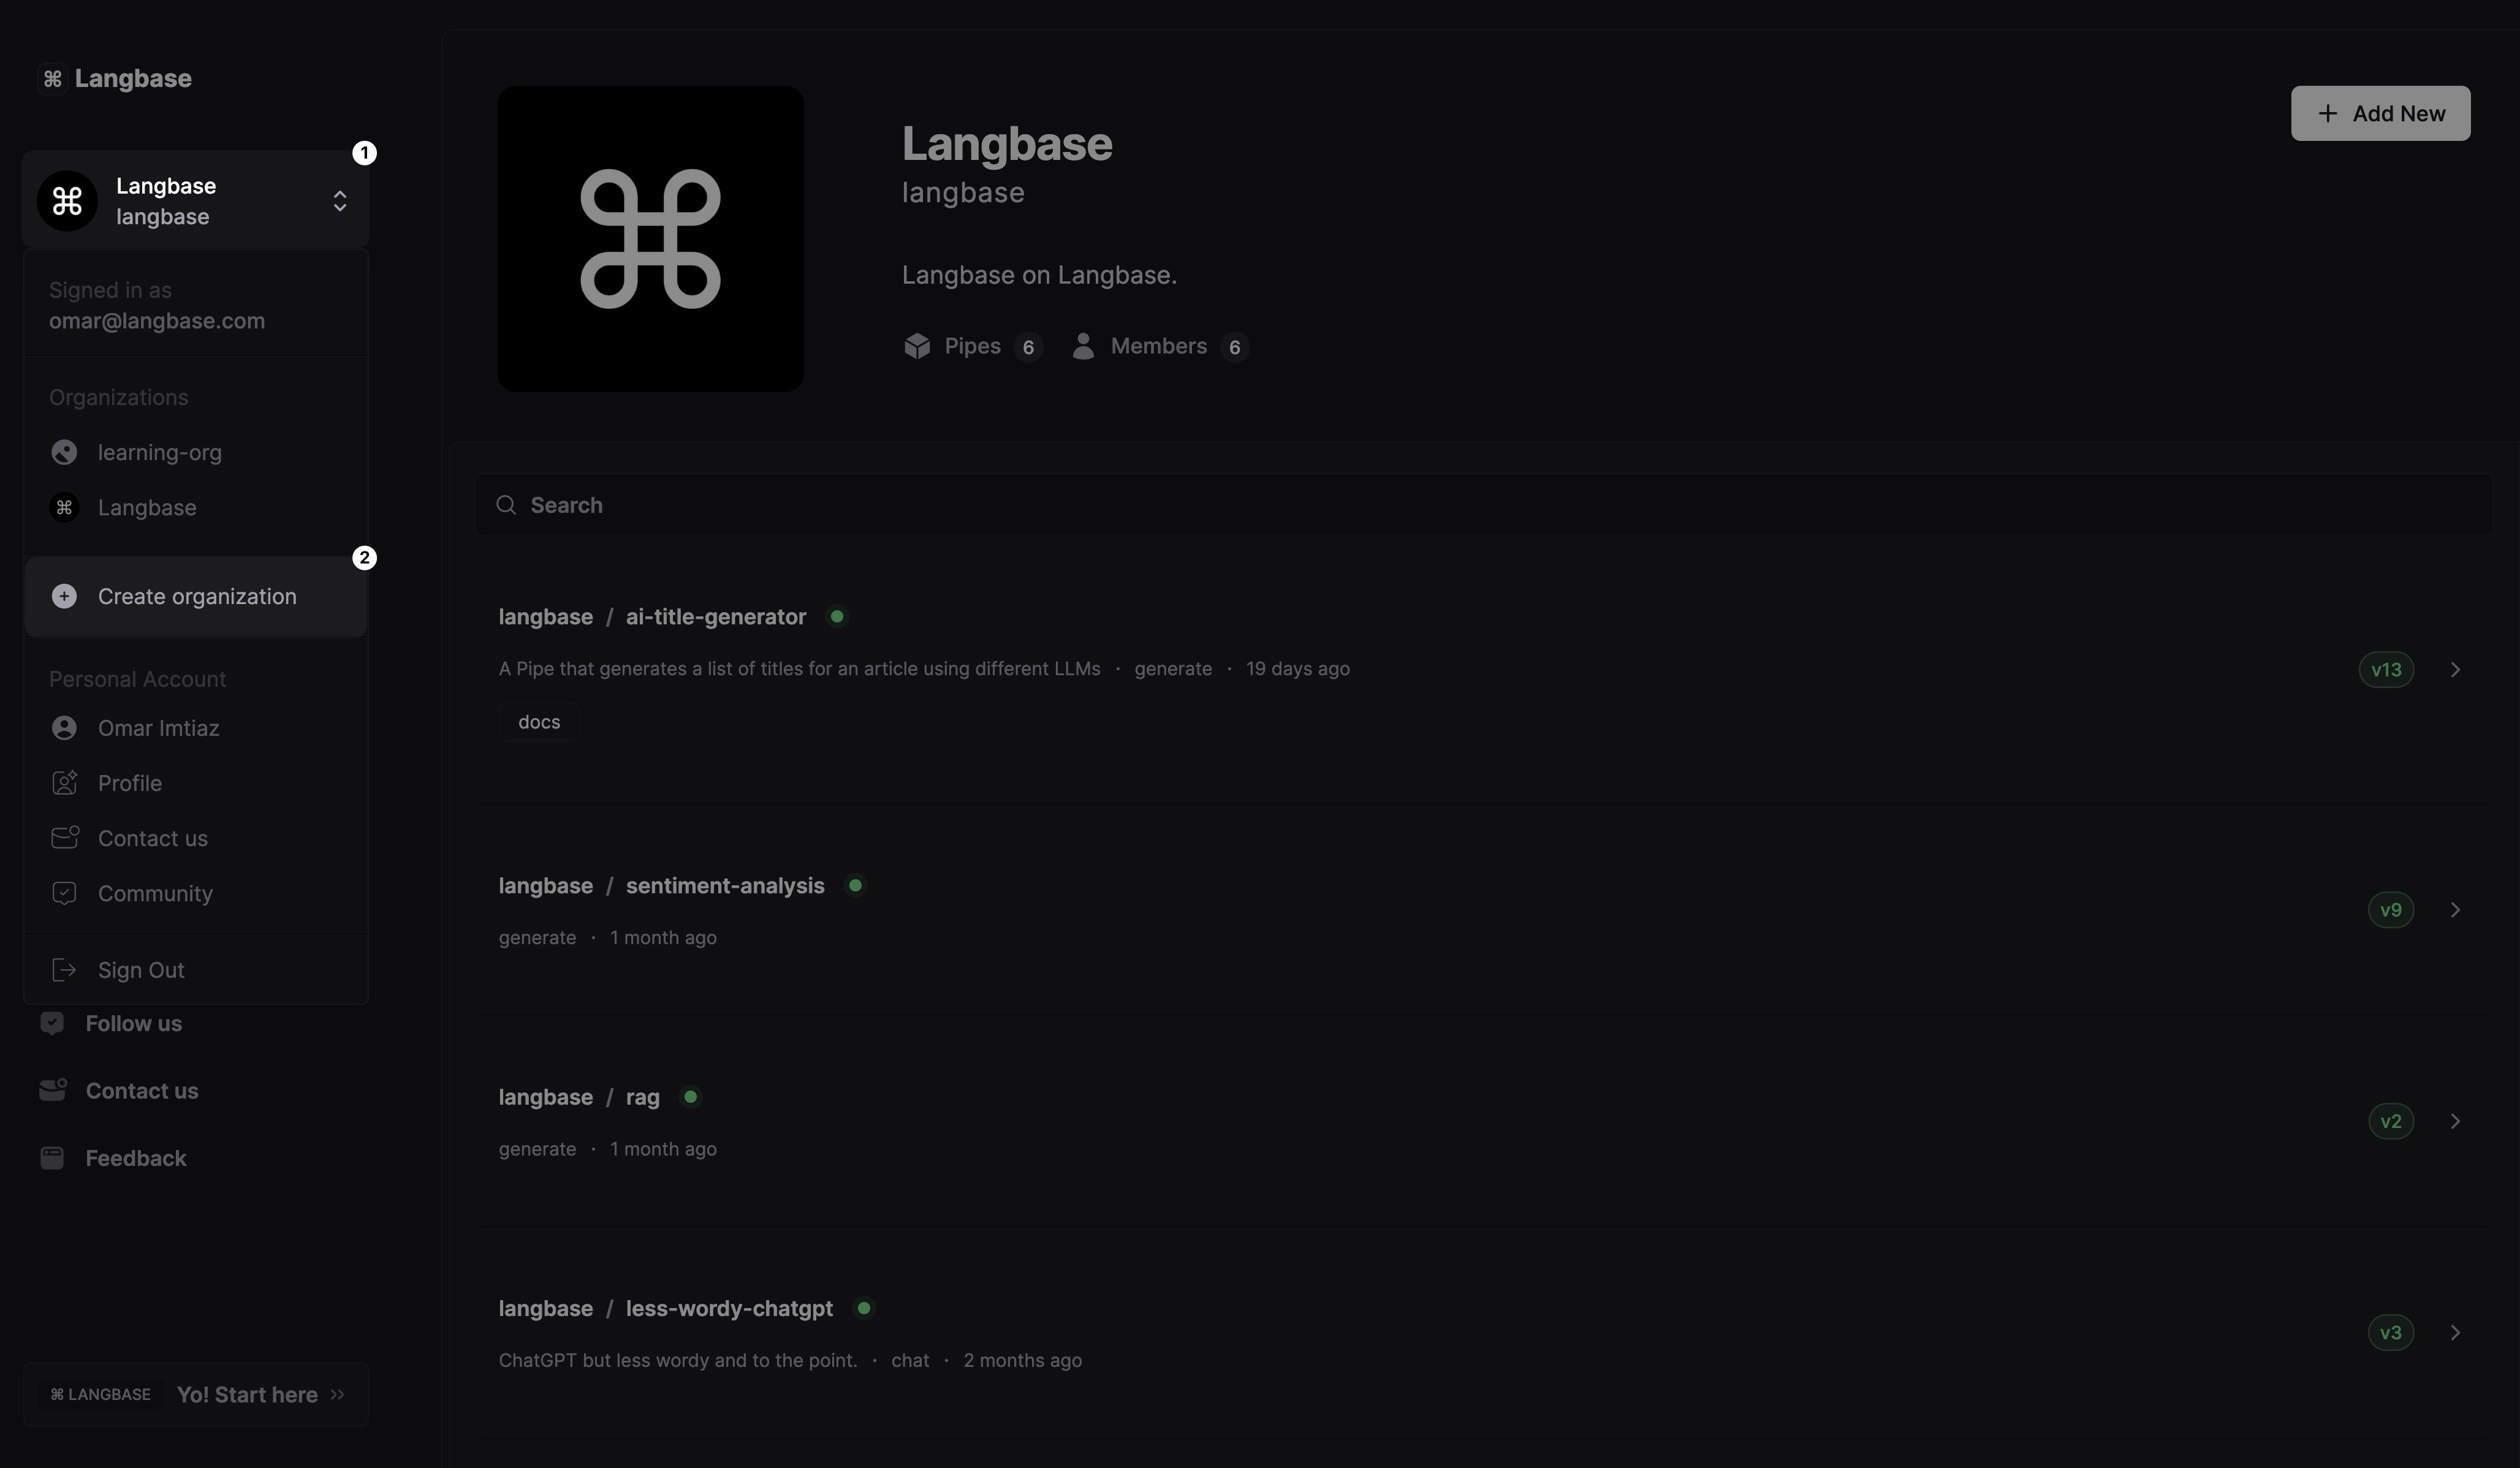 Langbase
1
Langbase
langbase
Signed in as
omar@langbase.com
Organizations
learning-org
Langbase
2
Create organization
Personal Account
Omar Imtiaz
Profile
Contact us
Community
Sign Out
Follow us
Contact us
Feedback
LANGBASE Yo! Start here
Langbase
langbase
Langbase on Langbase.
Pipes 6 Members 6
Add New
Search
langbase / ai-title-generator
A Pipe that generates a list of titles for an article using different LLMs · generate · 19 days ago
v13
docs
langbase / sentiment-analysis
generate · 1 month ago
v9
langbase / rag
generate · 1 month ago
v2
langbase / less-wordy-chatgpt
ChatGPT but less wordy and to the point. · chat · 2 months ago
v3